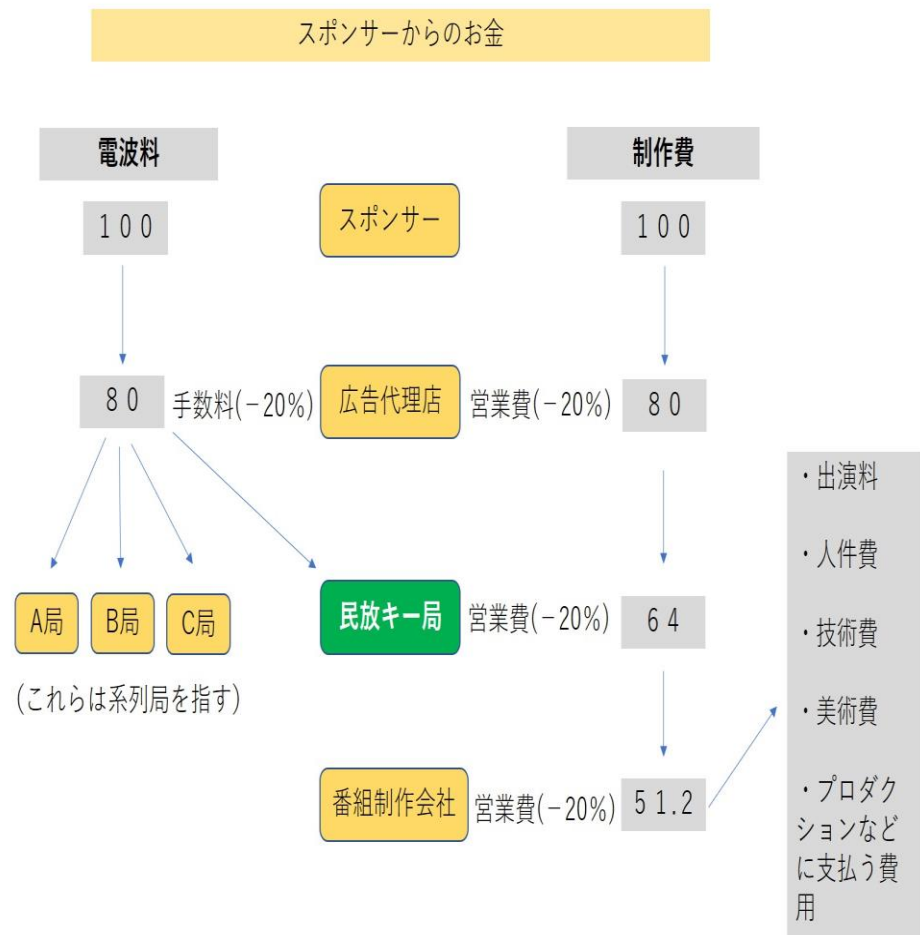 スポンサーからのお金
電波料
制作費
100
スポンサー
100
80
手数料(-20%)
広告代理店
営業費(-20%)
80
A局
B局
C局
民放キー局
営業費(-20%)
64
(これらは系列局を指す)
番組制作会社
営業費(-20%)
51.2
・出演料
・人件費
・技術費
・美術費
・プロダク
ションなど
に支払う費
用